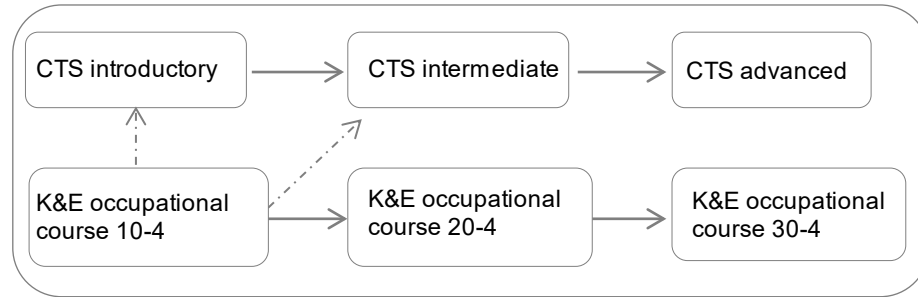 CTS introductory
CTS intermediate
CTS advanced
K&E occupational
course 10-4
K&E occupational
course 20-4
K&E occupational
course 30-4